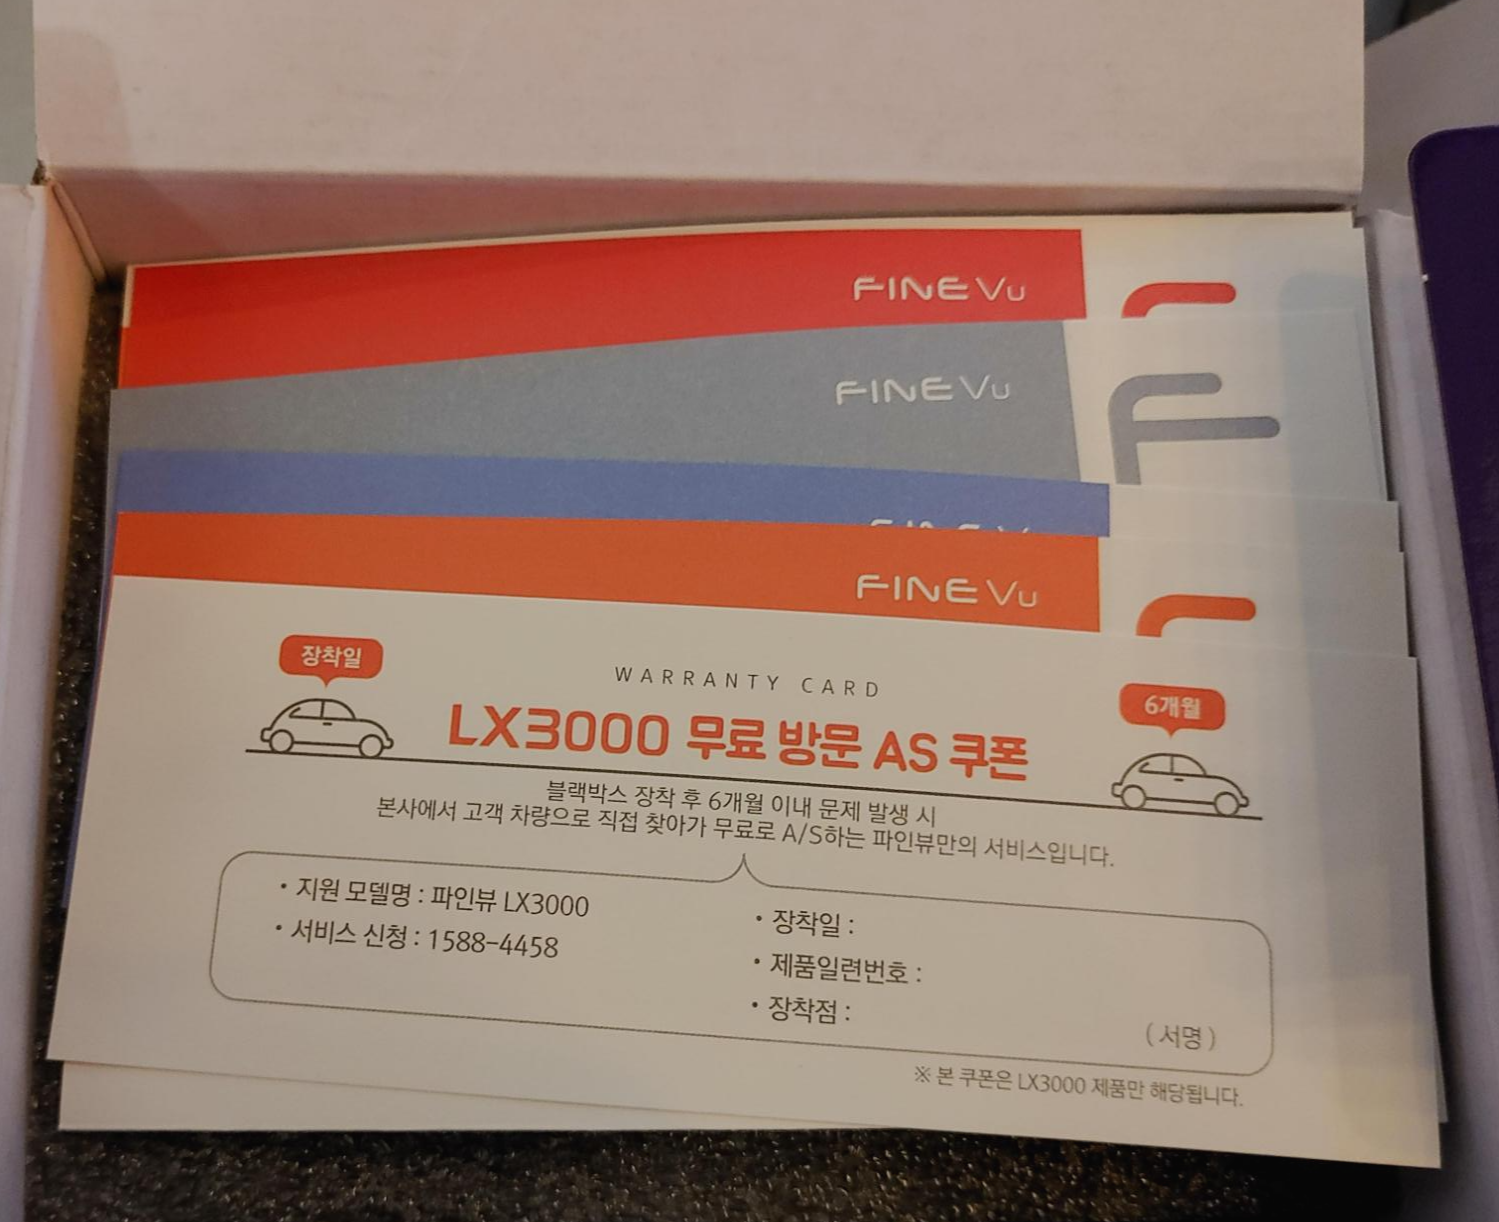 FINEVu
FINEVu
FINEVu
장착일
WARRANTY CARD
6개월
LX3000 무료 방문 AS 쿠폰
블랙박스 장착 후 6개월 이내 문제 발생 시
본사에서 고객 차량으로 직접 찾아가 무료로 A/S하는 파인뷰만의 서비스입니다.
• 지원 모델명 : 파인뷰 LX3000
• 서비스 신청 : 1588-4458
• 장착일 :
• 제품일련번호 :
• 장착점 :
(서명)
※ 본 쿠폰은 LX3000 제품만 해당됩니다.